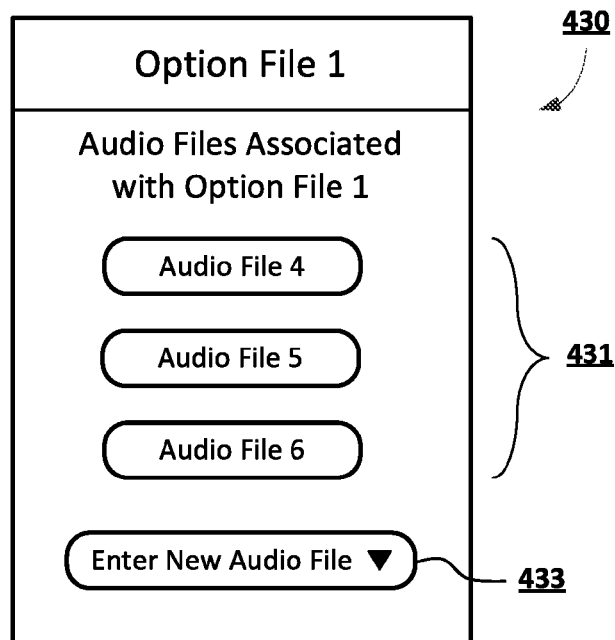 430
Option File 1
Audio Files Associated
with Option File 1
Audio File 4
Audio File 5
431
Audio File 6
Enter New Audio File ▼
433